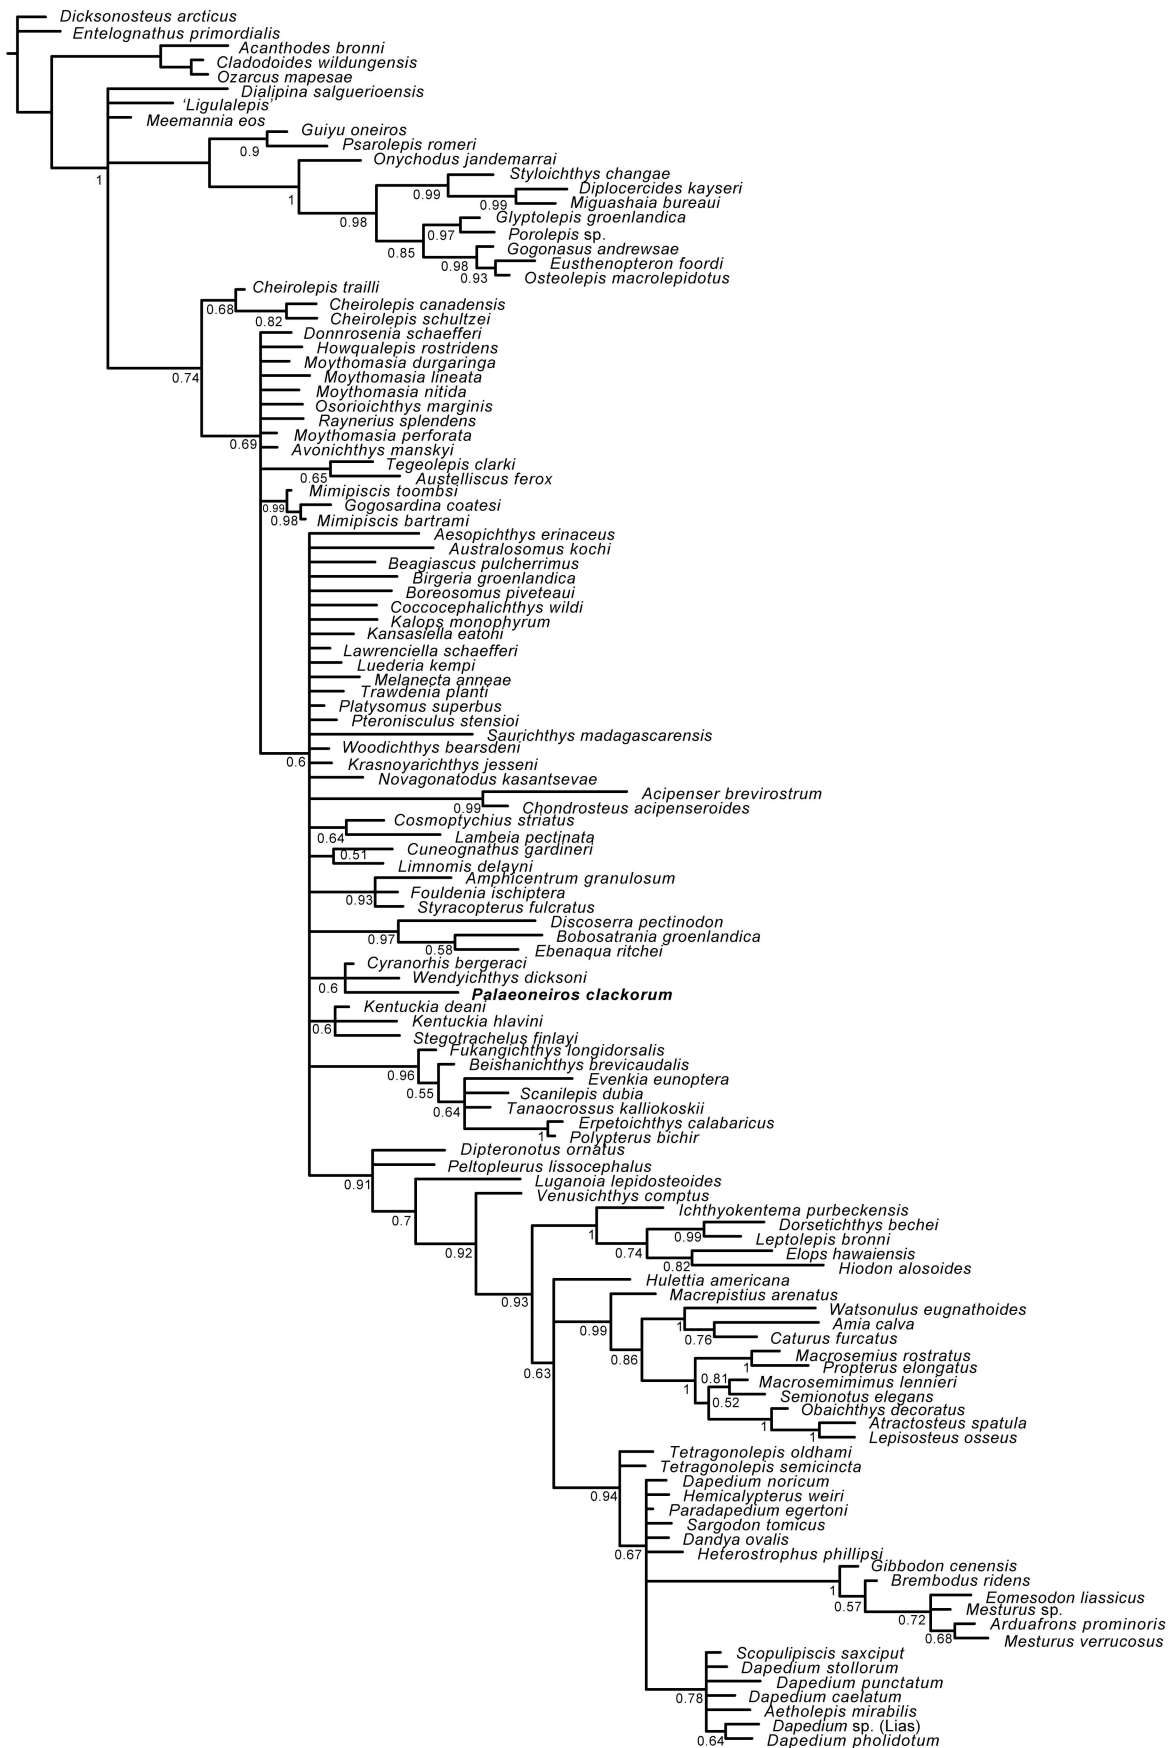 Dicksonosteus arcticus
Entelognathus primordialis
Acanthodes bronni
Cladodoides wildungensis
Ozarcus mapesae
Dialipina salguerioensis
'Ligulalepis'
Meemannia eos
1
Guiyu oneiros
0.9
Psarolepis romeri
Onychodus jandemarrai
1
Styloichthys changae
0.99
Diplocercides kayseri
0.99
Miguashaia bureaui
0.98
Glyptolepis groenlandica
0.97
Porolepis sp.
0.85
Gogonasus andrewsae
0.98
Eusthenopteron foordi
0.93
Osteolepis macrolepidotus
Cheirolepis trailli
0.68
Cheirolepis canadensis
0.82
Cheirolepis schultzei
0.74
Donnrosenia schaefferi
Howqualepis rostridens
Moythomasia durgaringa
Moythomasia lineata
Moythomasia nitida
Osorioichthys marginis
Raynerius splendens
Moythomasia perforata
0.69
Avonichthys manskyi
Tegeolepis clarki
0.65
Austelliscus ferox
Mimipiscis toombsi
0.99
Gogosardina coatesi
0.98
Mimipiscis bartrami
Aesopichthys erinaceus
Australosomus kochi
Beagiascus pulcherrimus
Birgeria groenlandica
Boreosomus piveteaui
Coccocephalichthys wildi
Kalops monophyrum
Kansasiella eatoni
Lawrenciella schaefferi
Luederia kempi
Melanecta anneae
Trawdenia planti
Platysomus superbus
Pteronisculus stensioi
Saurichthys madagascarensis
Woodichthys bearsdeni
0.6
Krasnoyarichthys jesseni
Novagonatodus kasantsevae
Acipenser brevirostrum
0.99
Chondrosteus acipenseroides
Cosmoptychius striatus
0.64
Lambeia pectinata
Cuneognathus gardineri
0.51
Limnomis delayni
Amphicentrum granulosum
Fouldenia ischiptera
0.93
Styracopterus fulcratus
Discoserra pectinodon
0.97
Bobosatrania groenlandica
0.58
Ebenaqua ritchei
Cyranorhis bergeraci
Wendyichthys dicksoni
0.6
Palaeoneiros clackorum
Kentuckia deani
Kentuckia hlavini
0.6
Stegotrachelus finlayi
Fukangichthys longidorsalis
Beishanichthys brevicaudalis
0.96
Evenkia eunoptera
0.55
Scanilepis dubia
0.64
Tanaocrossus kalliokoskii
Erpetoichthys calabaricus
1
Polypterus bichir
Dipteronotus ornatus
Peltopleurus lissocephalus
0.91
Luganoia lepidosteoides
Venusichthys comptus
0.7
0.92
Ichthyokentema purbeckensis
1
Dorsetichthys bechei
0.99
Leptolepis bronni
0.74
Elops hawaiensis
0.82
Hiodon alosoides
0.93
Hulettia americana
Macrepistius arenatus
0.99
Watsonulus eugnathoides
1
Amia calva
0.76
Caturus furcatus
0.86
Macrosemius rostratus
1
Propterus elongatus
0.63
1
Macrosemimimus lennieri
0.81
Semionotus elegans
0.52
Obaichthys decoratus
1
Atractosteus spatula
1
Lepisosteus osseus
Tetragonolepis oldhami
Tetragonolepis semicincta
0.94
Dapedium noricum
Hemicalypterus weiri
Paradapedium egertoni
Sargodon tomicus
Dandya ovalis
0.67
Heterostrophus phillipsi
Gibbodon cenensis
1
Brembodus ridens
0.57
Eomesodon liassicus
0.72
Mesturus sp.
Arduafrons prominoris
0.68
Mesturus verrucosus
Scopulipiscis saxciput
Dapedium stollorum
Dapedium punctatum
0.78
Dapedium caelatum
Aetholepis mirabilis
Dapedium sp. (Lias)
0.64
Dapedium pholidotum